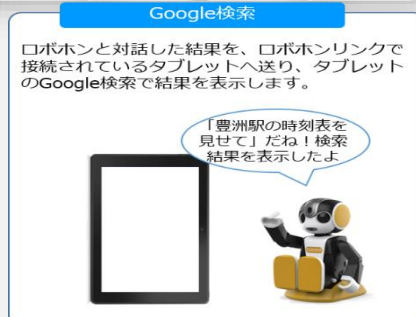 Google検索
ロボホンと対話した結果を、ロボホンリンクで
接続されているタブレットへ送り、タブレット
のGoogle検索で結果を表示します。
「豊洲駅の時刻表を
見せて」だね！検索
結果を表示したよ